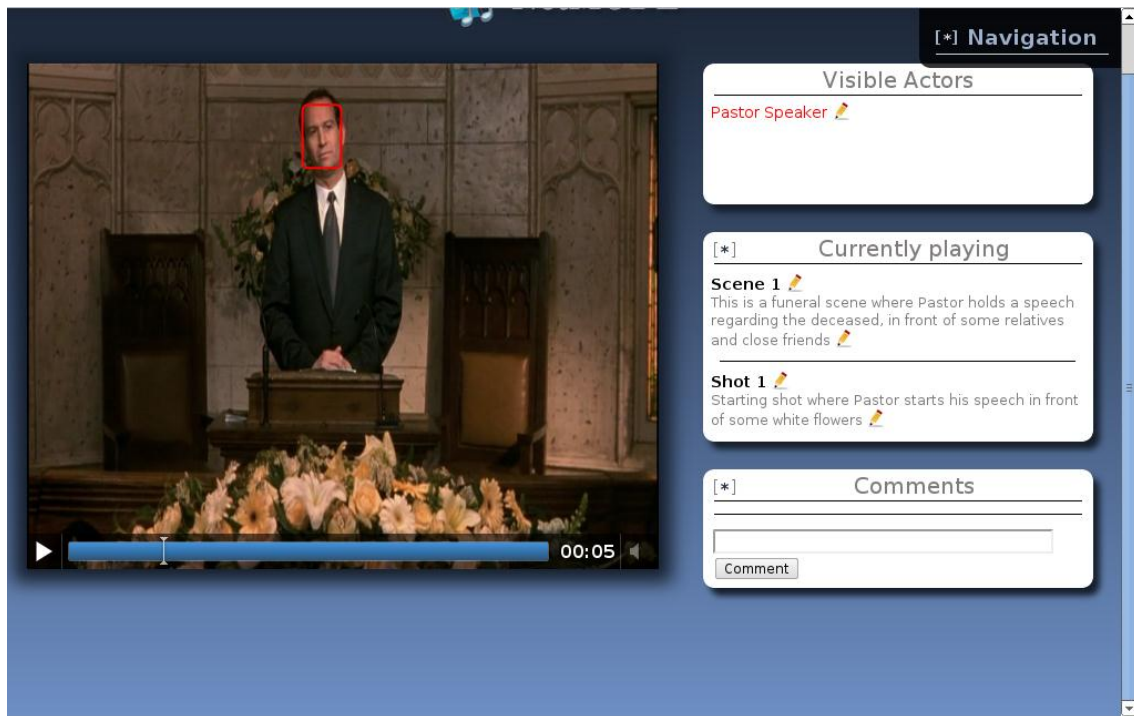 [*] Navigation
Visible Actors
Pastor Speaker
[*] Currently playing
Scene 1
This is a funeral scene where Pastor holds a speech
regarding the deceased, in front of some relatives
and close friends
Shot 1
Starting shot where Pastor starts his speech in front
of some white flowers
[*] Comments
Comment
00:05